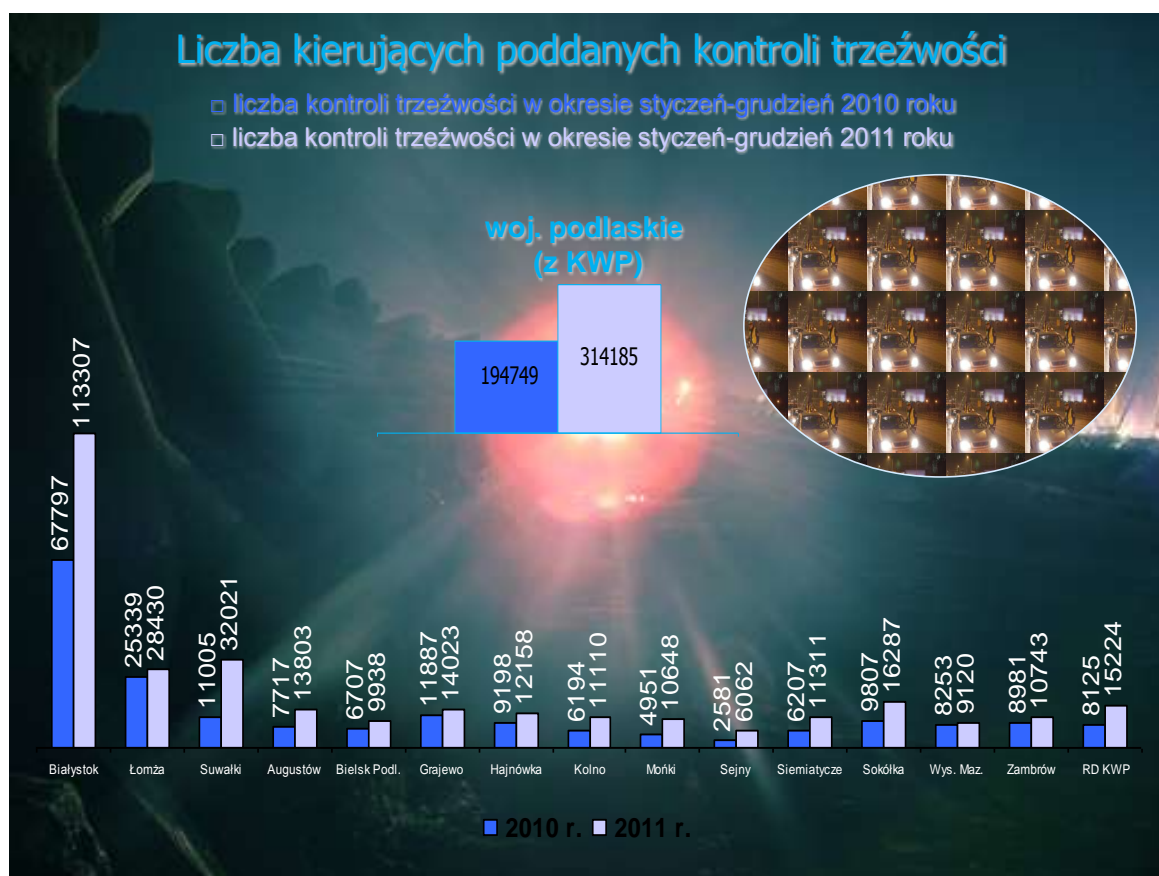 Liczba kierujących poddanych kontroli trzeźwości
liczba kontroli trzeźwości w okresie styczeń-grudzień 2010 roku
liczba kontroli trzeźwości w okresie styczeń-grudzień 2011 roku
woj. podlaskie
(z KWP)
194749 314185
67797 113307 25339 28430 11005 32021 7717 13803 6707 9938 11887 14023 9198 12158 6194 11110 4951 10648 2581 6062 6207 11311 9807 16287 8253 9120 8981 10743 8125 15224
Białystok Łomża Suwałki Augustów Bielsk Podl. Grajewo Hajnówka Kolno Mońki Sejny Siemiatycze Sokółka Wys. Maz. Zambrów RD KWP
2010 r. 2011 r.